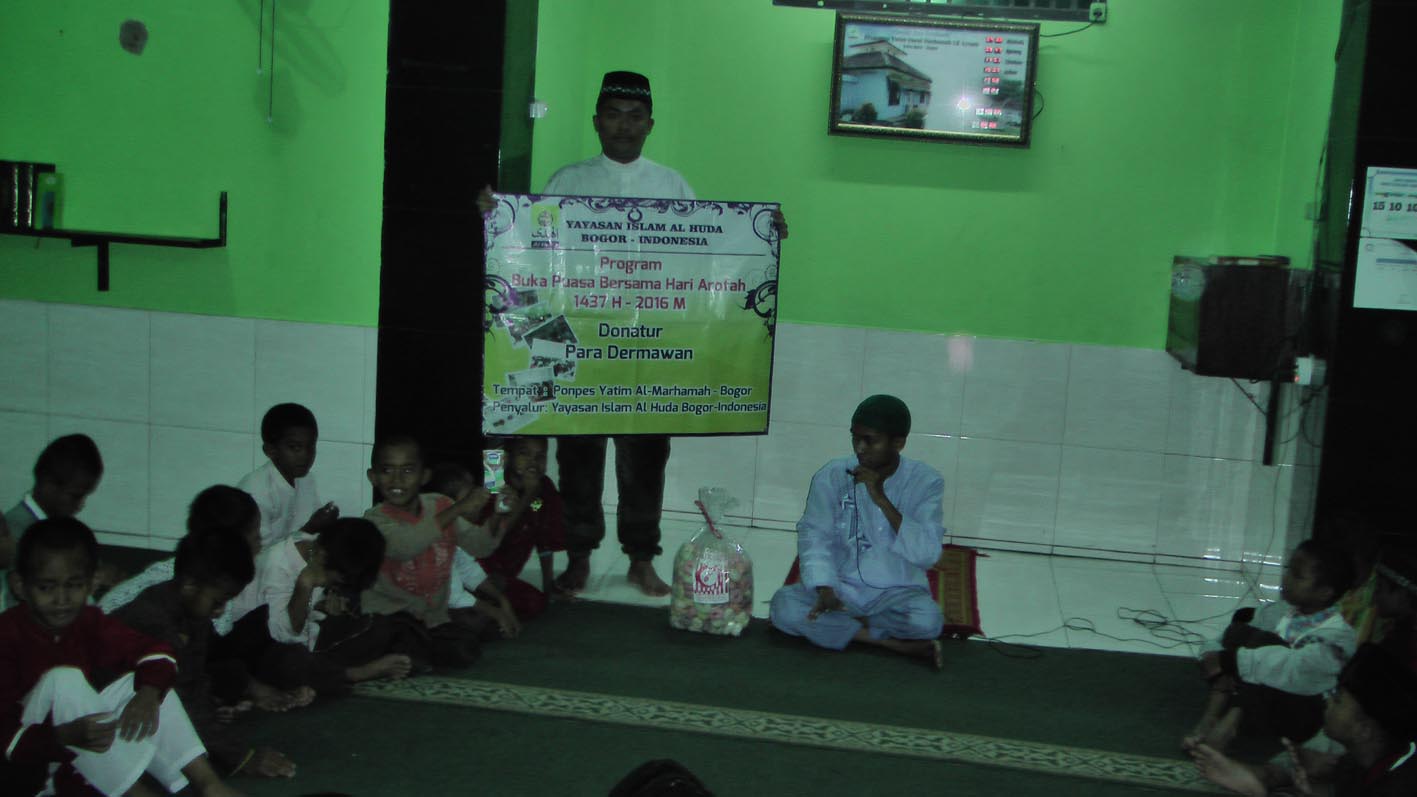 YAYASAN ISLAM AL HUDA
BOGOR - INDONESIA
Program
Buka Puasa Bersama Hari Arofah
1437 H - 2016 M
Donatur
Para Dermawan
Tempat : Ponpes Yatim Al-Marhamah - Bogor
Penyalur: Yayasan Islam Al Huda Bogor-Indonesia
15 10 10